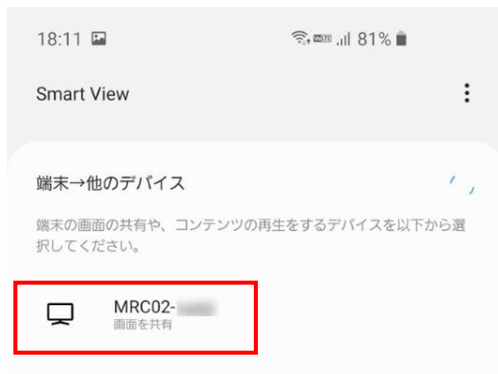 18:11 81%
Smart View
端末→他のデバイス
端末の画面の共有や、コンテンツの再生をするデバイスを以下から選
択してください。
MRC02-
画面を共有